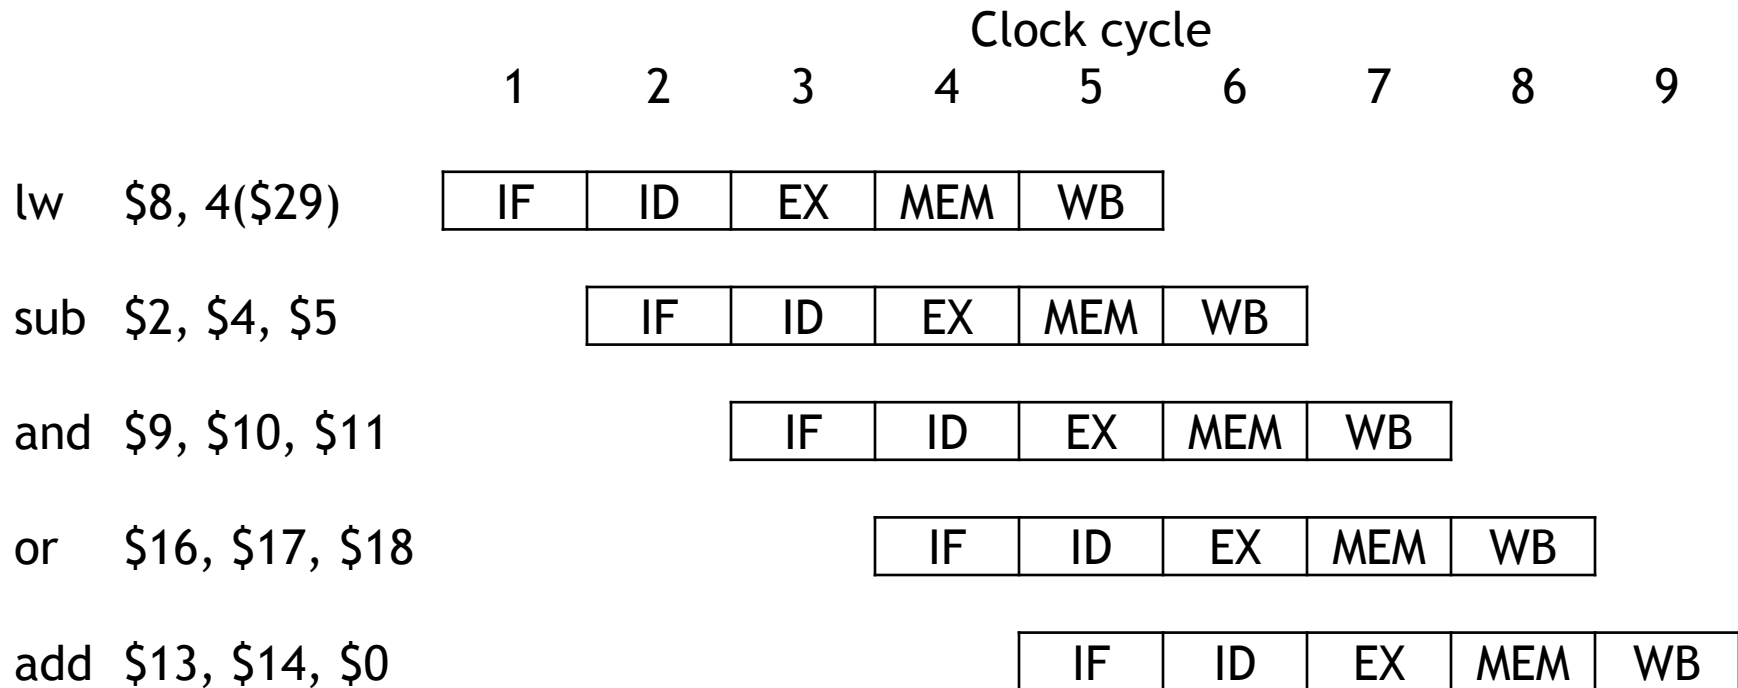 Clock cycle
1 2 3 4 5 6 7 8 9
lw $8, 4($29) IF ID EX MEM WB
sub $2, $4, $5 IF ID EX MEM WB
and $9, $10, $11 IF ID EX MEM WB
or $16, $17, $18 IF ID EX MEM WB
add $13, $14, $0 IF ID EX MEM WB